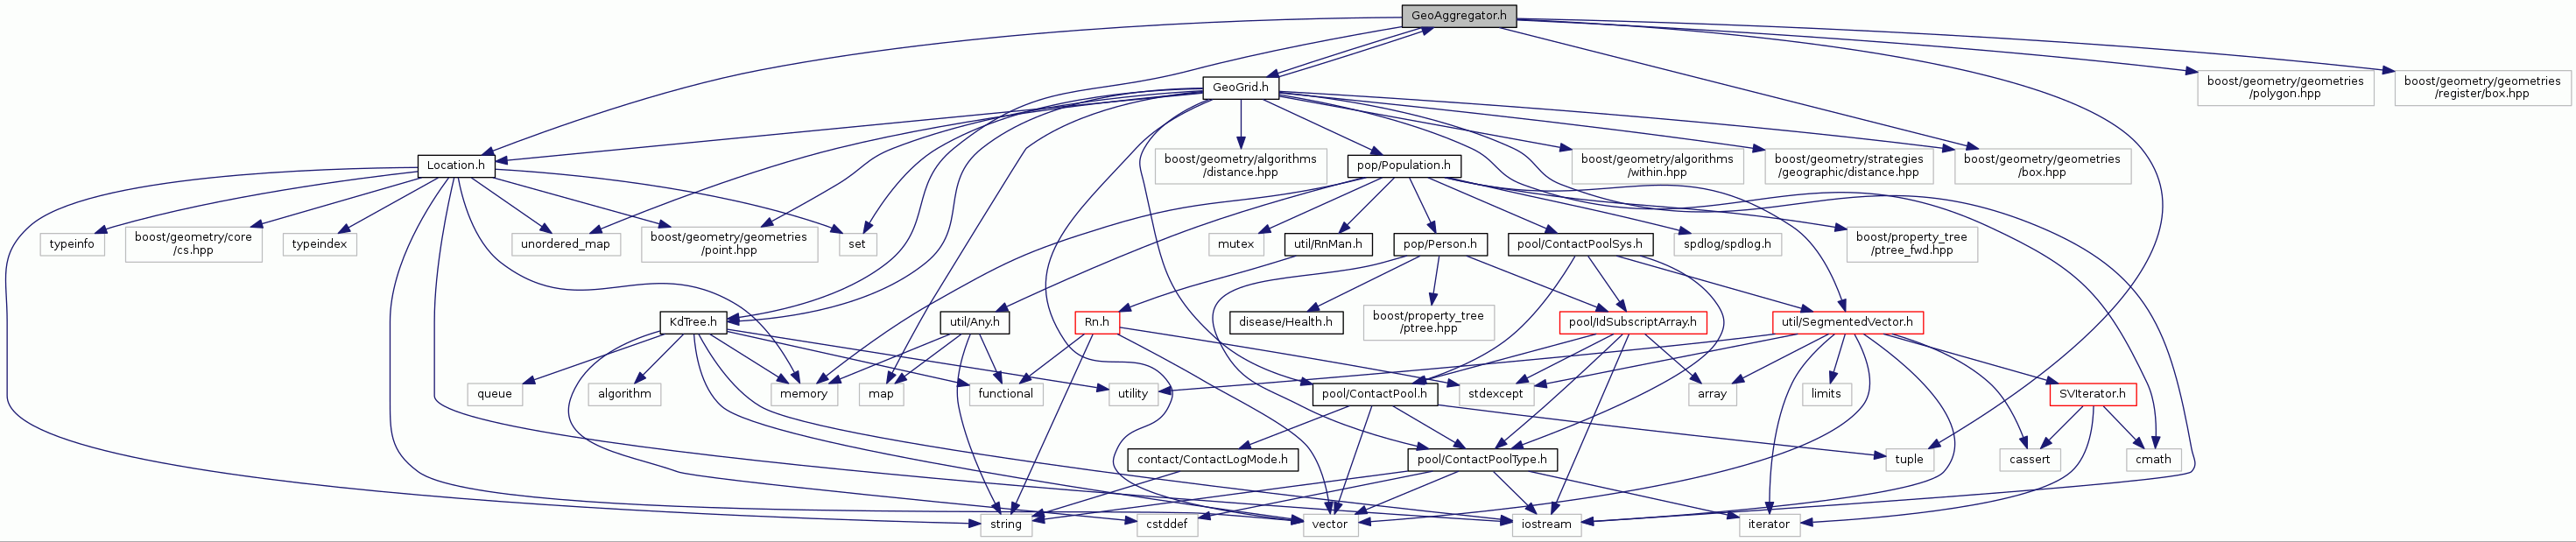 GeoAggregator.h
GeoGrid.h
boost/geometry/geometries
/polygon.hpp
boost/geometry/geometries
/register/box.hpp
Location.h
boost/geometry/algorithms
/distance.hpp
pop/Population.h
boost/geometry/algorithms
/within.hpp
boost/geometry/strategies
/geographic/distance.hpp
boost/geometry/geometries
/box.hpp
typeinfo
boost/geometry/core
/cs.hpp
typeindex
unordered_map
boost/geometry/geometries
/point.hpp
set
mutex
util/RnMan.h
pop/Person.h
pool/ContactPoolSys.h
spdlog/spdlog.h
boost/property_tree
/ptree_fwd.hpp
KdTree.h
util/Any.h
Rn.h
disease/Health.h
boost/property_tree
/ptree.hpp
pool/IdSubscriptArray.h
util/SegmentedVector.h
queue
algorithm
memory
map
functional
utility
pool/ContactPool.h
stdexcept
array
limits
SVIterator.h
contact/ContactLogMode.h
pool/ContactPoolType.h
tuple
cassert
cmath
string
cstddef
vector
iostream
iterator